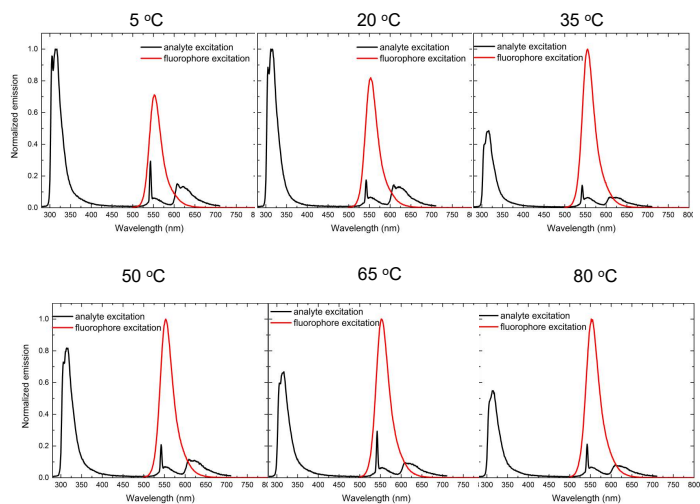 5 °C
20 °C
35 °C
analyte excitation
fluorophore excitation
analyte excitation
fluorophore excitation
analyte excitation
fluorophore excitation
Normalized emission
1.0
0.8
0.6
0.4
0.2
0.0
300 350 400 450 500 550 600 650 700 750
300 350 400 450 500 550 600 650 700 750
300 350 400 450 500 550 600 650 700 750 800
Wavelength (nm)
Wavelength (nm)
Wavelength (nm)
50 °C
65 °C
80 °C
analyte excitation
fluorophore excitation
analyte excitation
fluorophore excitation
analyte excitation
fluorophore excitation
Normalized emission
1.0
0.8
0.6
0.4
0.2
0.0
300 350 400 450 500 550 600 650 700 750
300 350 400 450 500 550 600 650 700 750
300 350 400 450 500 550 600 650 700 750 800
Wavelength (nm)
Wavelength (nm)
Wavelength (nm)